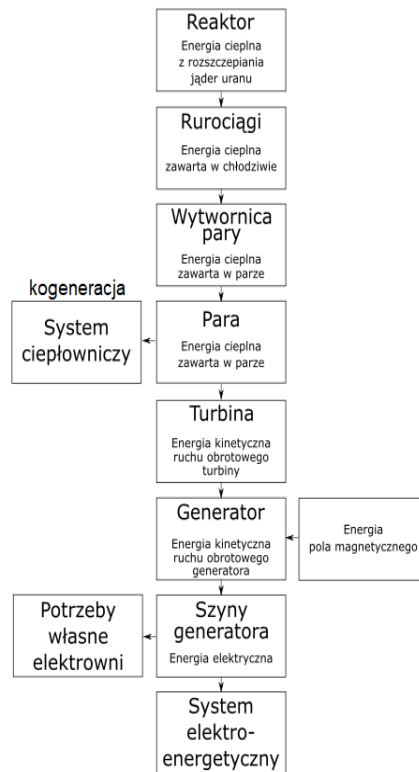 Reaktor
Energia cieplna
z rozszczepiania
jąder uranu
Rurociągi
Energia cieplna
zawarta w chłodziwie
Wytwornica
pary
Energia cieplna
zawarta w parze
kogeneracja
System
ciepłowniczy
Para
Energia cieplna
zawarta w parze
Turbina
Energia kinetyczna
ruchu obrotowego
turbiny
Generator
Energia kinetyczna
ruchu obrotowego
generatora
Energia
pola magnetycznego
Potrzeby
własne
elektrowni
Szyny
generatora
Energia elektryczna
System
elektro-
energetyczny